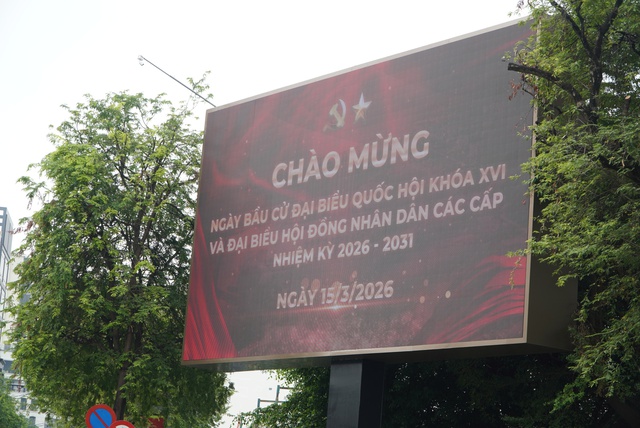 CHÀO MỪNG
NGÀY BẦU CỬ ĐẠI BIỂU QUỐC HỘI KHÓA XVI
VÀ ĐẠI BIỂU HỘI ĐỒNG NHÂN DÂN CÁC CẤP
NHIỆM KỲ 2026 - 2031
NGÀY 15/3/2026